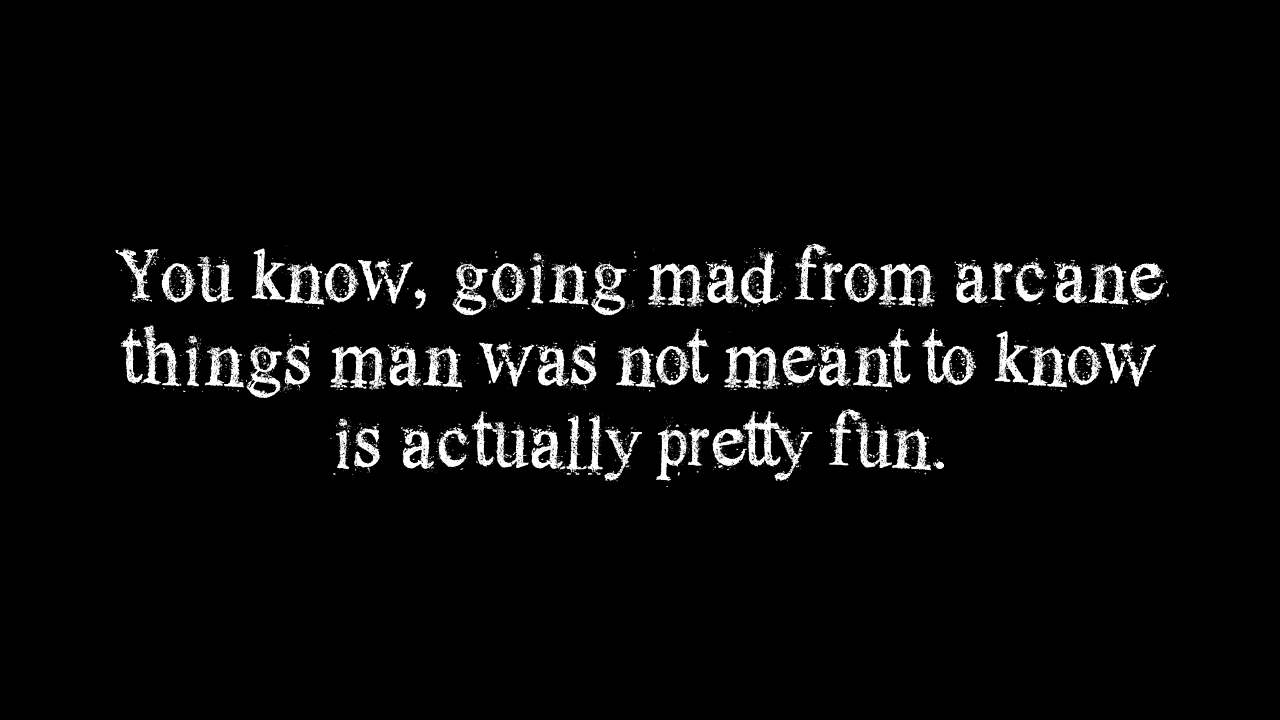 You know, going mad from arcane
things man was not meant to know
is actually pretty fun.